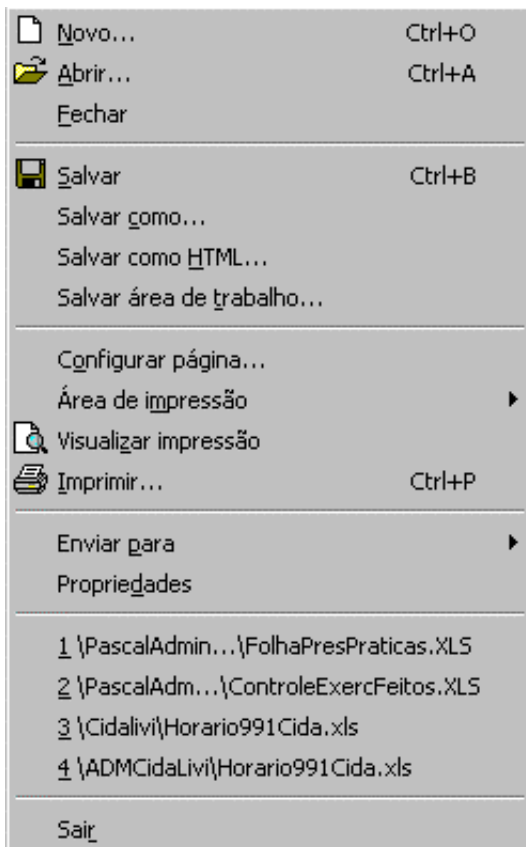 Novo... Ctrl+O
Abrir... Ctrl+A
Fechar
Salvar Ctrl+B
Salvar como...
Salvar como HTML...
Salvar área de trabalho...
Configurar página...
Área de impressão
Visualizar impressão
Imprimir... Ctrl+P
Enviar para
Propriedades
1 \PascalAdmin...\FolhaPresPraticas.XLS
2 \PascalAdm...\ControleExercFeitos.XLS
3 \Cidalivi\Horario991Cida.xls
4 \ADMCidaLivi\Horario991Cida.xls
Sair